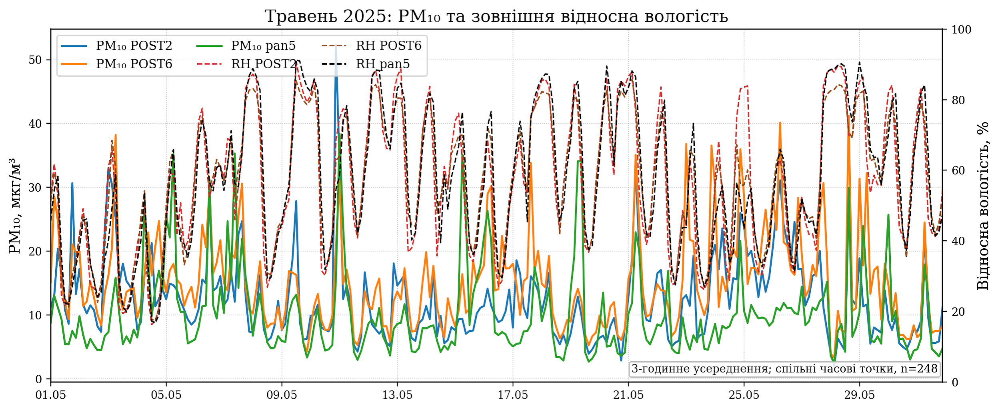 Травень 2025: PM₁₀ та зовнішня відносна вологість
PM₁₀ POST2
PM₁₀ POST6
PM₁₀ pan5
RH POST2
RH POST6
RH pan5
PM₁₀, мкг/м³
50
40
30
20
10
0
Відносна вологість, %
100
80
60
40
20
0
3-годинне усереднення; спільні часові точки, n=248
01.05 05.05 09.05 13.05 17.05 21.05 25.05 29.05